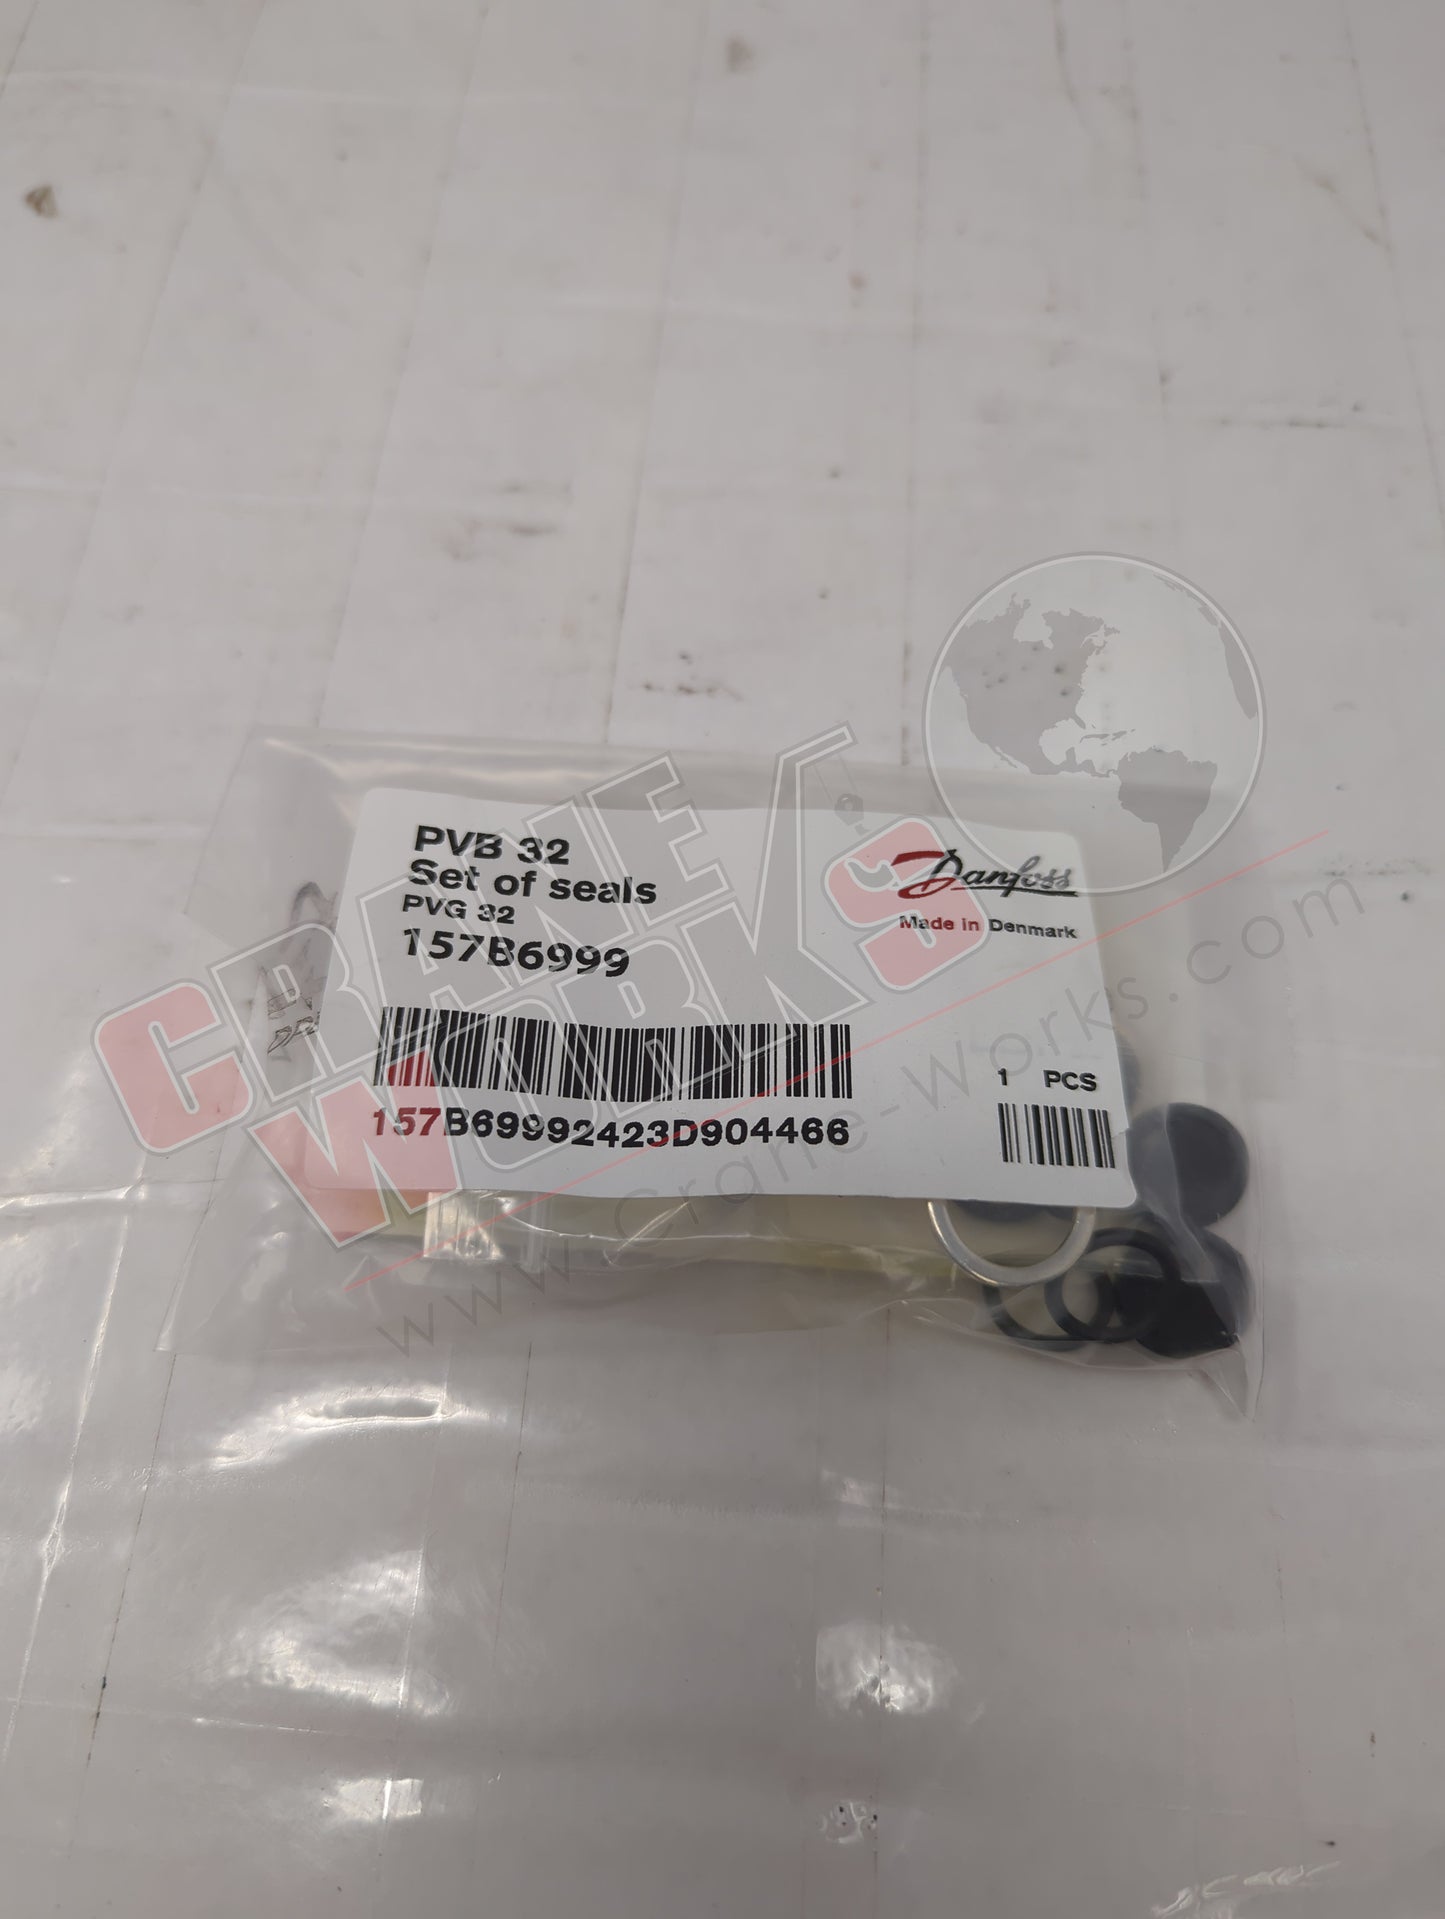 PVB 32
Set of seals
PVG 32
157B6999
Danfoss
Made in Denmark
157B69992423D904466
1 PCS
CRANE WORKS
www.Crane-Works.com